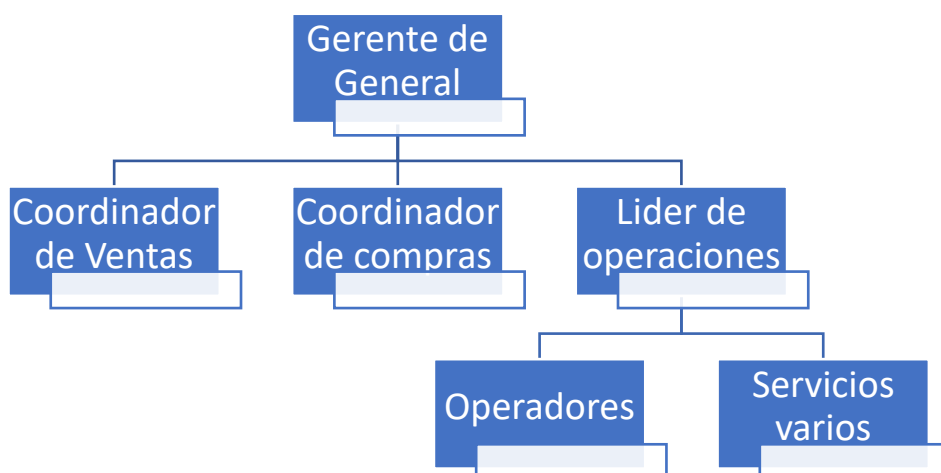 Gerente de
General
Coordinador
de Ventas
Coordinador
de compras
Lider de
operaciones
Operadores
Servicios
varios